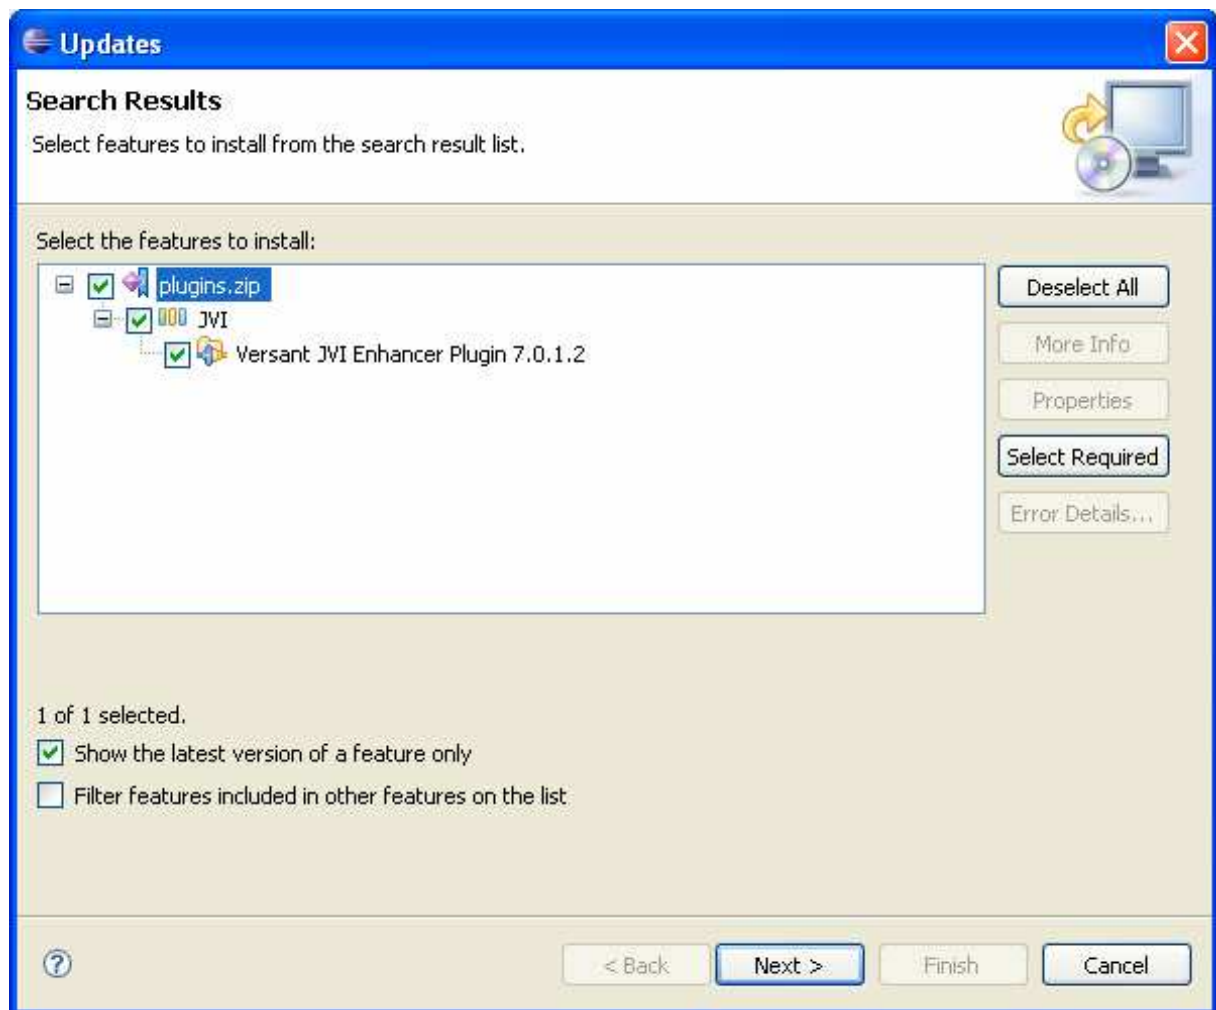 Updates
Search Results
Select features to install from the search result list.
Select the features to install:
plugins.zip
JVI
Versant JVI Enhancer Plugin 7.0.1.2
Deselect All
More Info
Properties
Select Required
Error Details...
1 of 1 selected.
Show the latest version of a feature only
Filter features included in other features on the list
?
< Back
Next >
Finish
Cancel